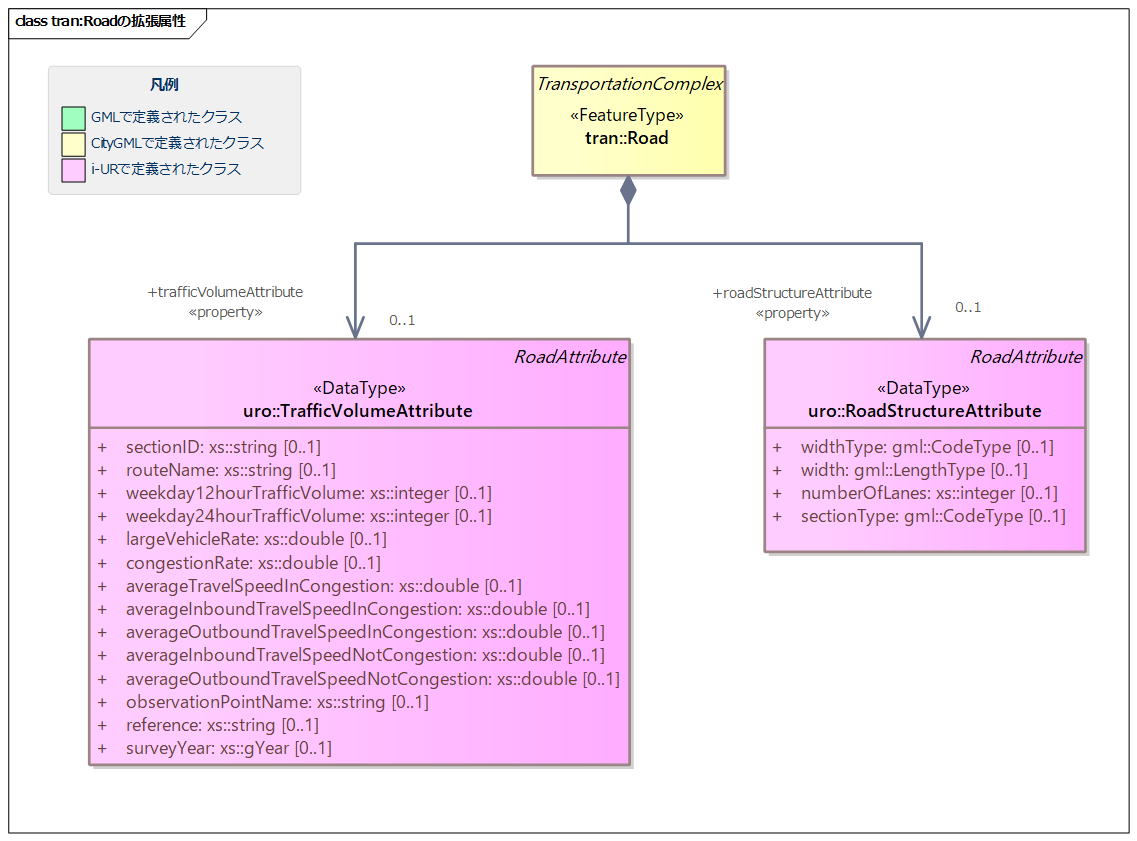 class tran:Roadの拡張属性
凡例
GMLで定義されたクラス
CityGMLで定義されたクラス
i-URで定義されたクラス
TransportationComplex
«FeatureType»
tran::Road
+trafficVolumeAttribute
«property»
0..1
+roadStructureAttribute
«property»
0..1
RoadAttribute
«DataType»
uro::TrafficVolumeAttribute
+ sectionID: xs::string [0..1]
+ routeName: xs::string [0..1]
+ weekday12hourTrafficVolume: xs::integer [0..1]
+ weekday24hourTrafficVolume: xs::integer [0..1]
+ largeVehicleRate: xs::double [0..1]
+ congestionRate: xs::double [0..1]
+ averageTravelSpeedInCongestion: xs::double [0..1]
+ averageInboundTravelSpeedInCongestion: xs::double [0..1]
+ averageOutboundTravelSpeedInCongestion: xs::double [0..1]
+ averageInboundTravelSpeedNotCongestion: xs::double [0..1]
+ averageOutboundTravelSpeedNotCongestion: xs::double [0..1]
+ observationPointName: xs::string [0..1]
+ reference: xs::string [0..1]
+ surveyYear: xs::gYear [0..1]
RoadAttribute
«DataType»
uro::RoadStructureAttribute
+ widthType: gml::CodeType [0..1]
+ width: gml::LengthType [0..1]
+ numberOfLanes: xs::integer [0..1]
+ sectionType: gml::CodeType [0..1]